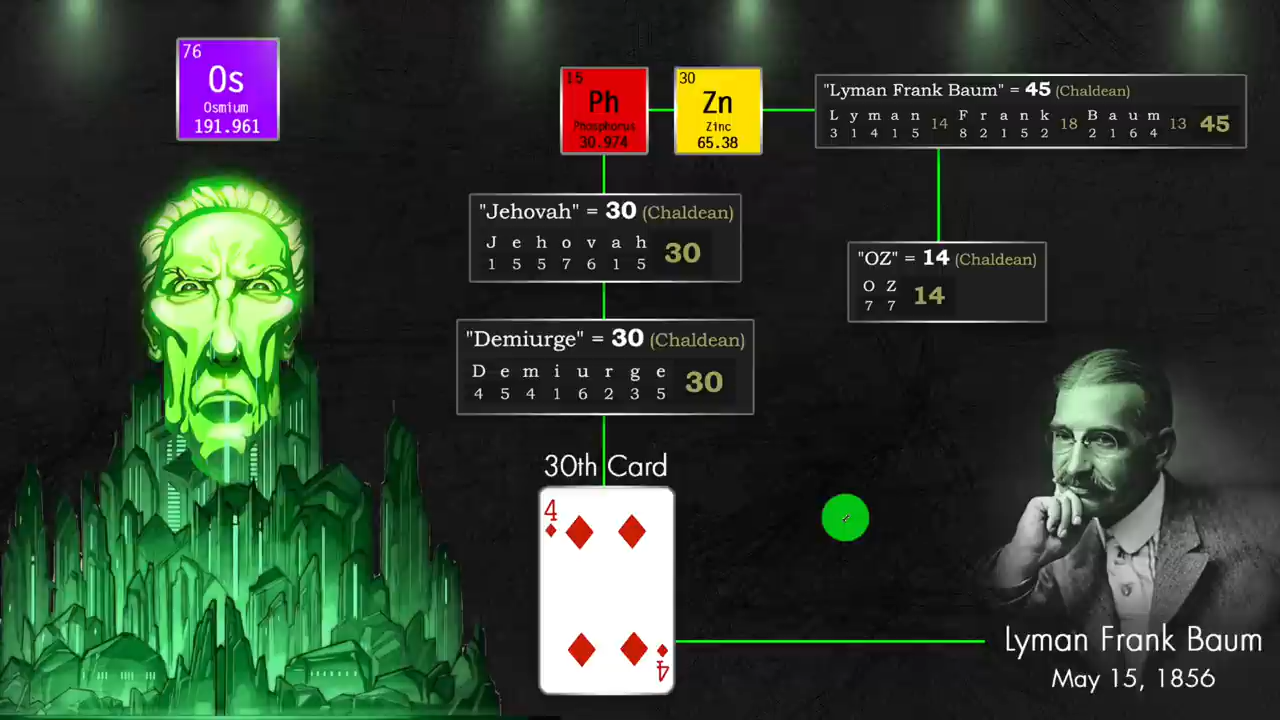 76
Os
Osmium
191.961
15
Ph
Phosphorus
30.974
30
Zn
Zinc
65.38
"Lyman Frank Baum" = 45 (Chaldean)
L y m a n 14 F r a n k 18 B a u m 13 45
3 1 4 1 5 8 2 1 5 2 2 1 6 4
"Jehovah" = 30 (Chaldean)
J e h o v a h 30
1 5 5 7 6 1 5
"OZ" = 14 (Chaldean)
O Z 14
7 7
"Demiurge" = 30 (Chaldean)
D e m i u r g e 30
4 5 4 1 6 2 3 5
30th Card
4
4
Lyman Frank Baum
May 15, 1856